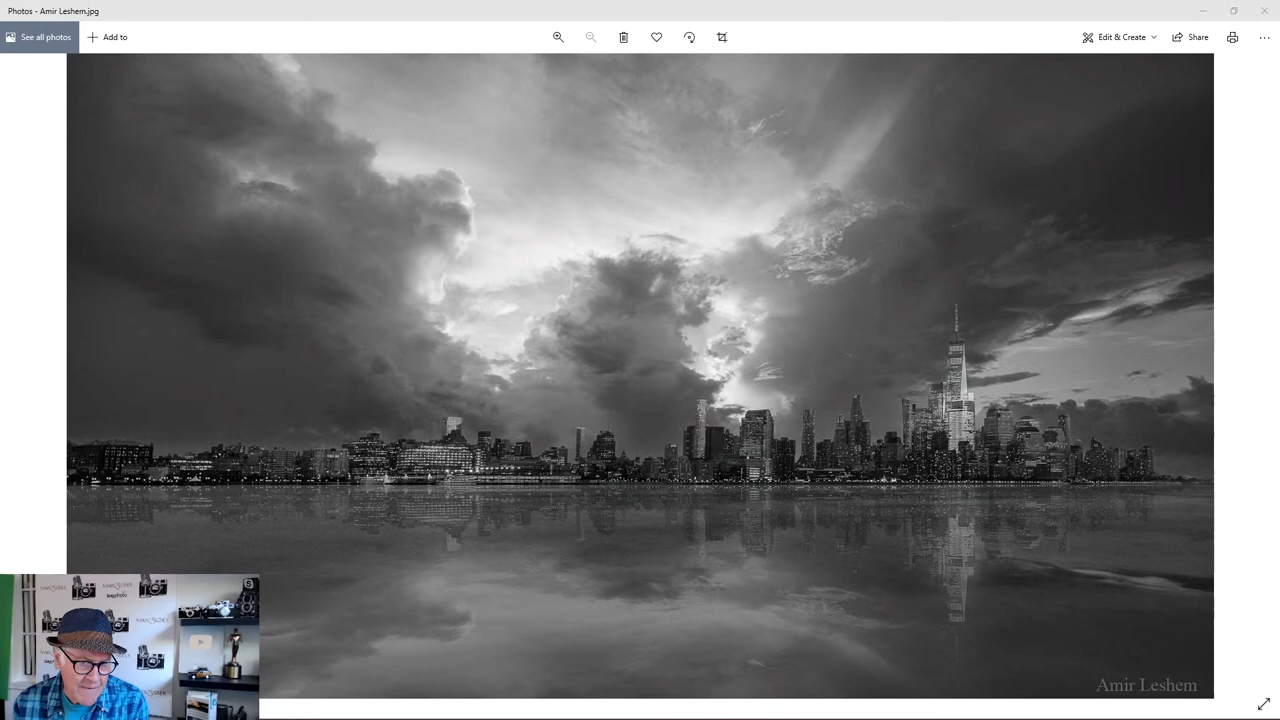 Photos - Amir Leshem.jpg
See all photos
Add to
Edit & Create
Share
Amir Leshem